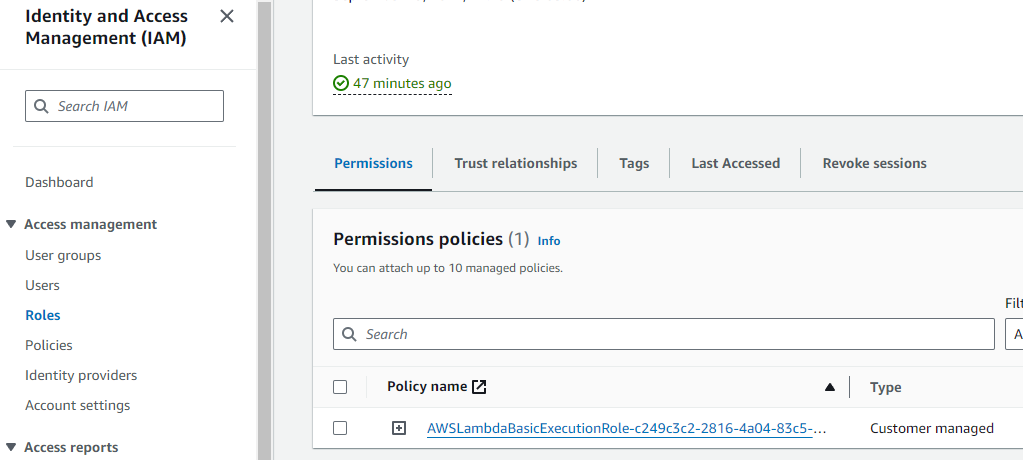 Identity and Access
Management (IAM)
Search IAM
Dashboard
Access management
User groups
Users
Roles
Policies
Identity providers
Account settings
Access reports
Last activity
47 minutes ago
Permissions
Trust relationships
Tags
Last Accessed
Revoke sessions
Permissions policies (1) Info
You can attach up to 10 managed policies.
Filt
Search
A
Policy name
Type
AWSLambdaBasicExecutionRole-c249c3c2-2816-4a04-83c5-...
Customer managed